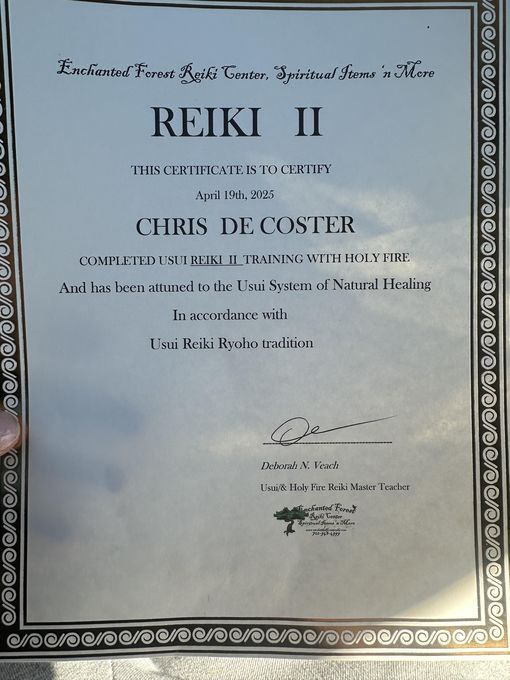 Enchanted Forest Reiki Center, Spiritual Items 'n More
REIKI II
THIS CERTIFICATE IS TO CERTIFY
April 19th, 2025
CHRIS DE COSTER
COMPLETED USUI REIKI II TRAINING WITH HOLY FIRE
And has been attuned to the Usui System of Natural Healing
In accordance with
Usui Reiki Ryoho tradition
Deborah N. Veach
Usui/& Holy Fire Reiki Master Teacher
Enchanted Forest
Reiki Center
Spiritual Items 'n More